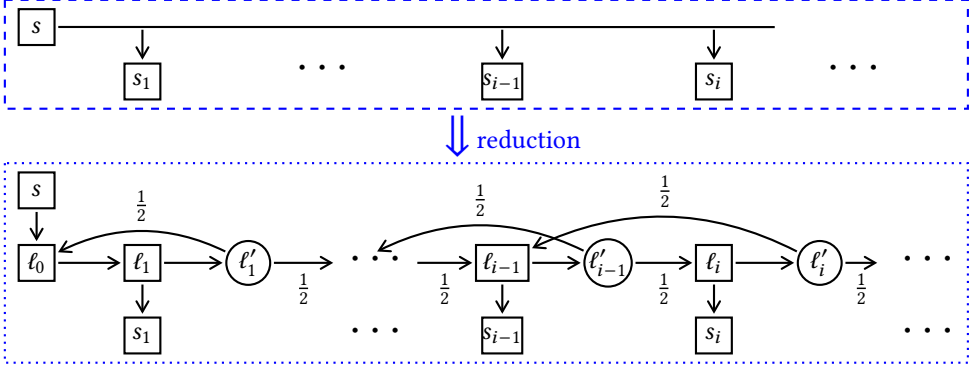 s
s₁ · · · sᵢ₋₁ sᵢ · · ·
reduction
s
½ ½ ½
ℓ₀ ℓ₁ ℓ′₁ · · · ℓᵢ₋₁ ℓ′ᵢ₋₁ ℓᵢ ℓ′ᵢ · · ·
½ ½ ½ ½
s₁ · · · sᵢ₋₁ sᵢ · · ·